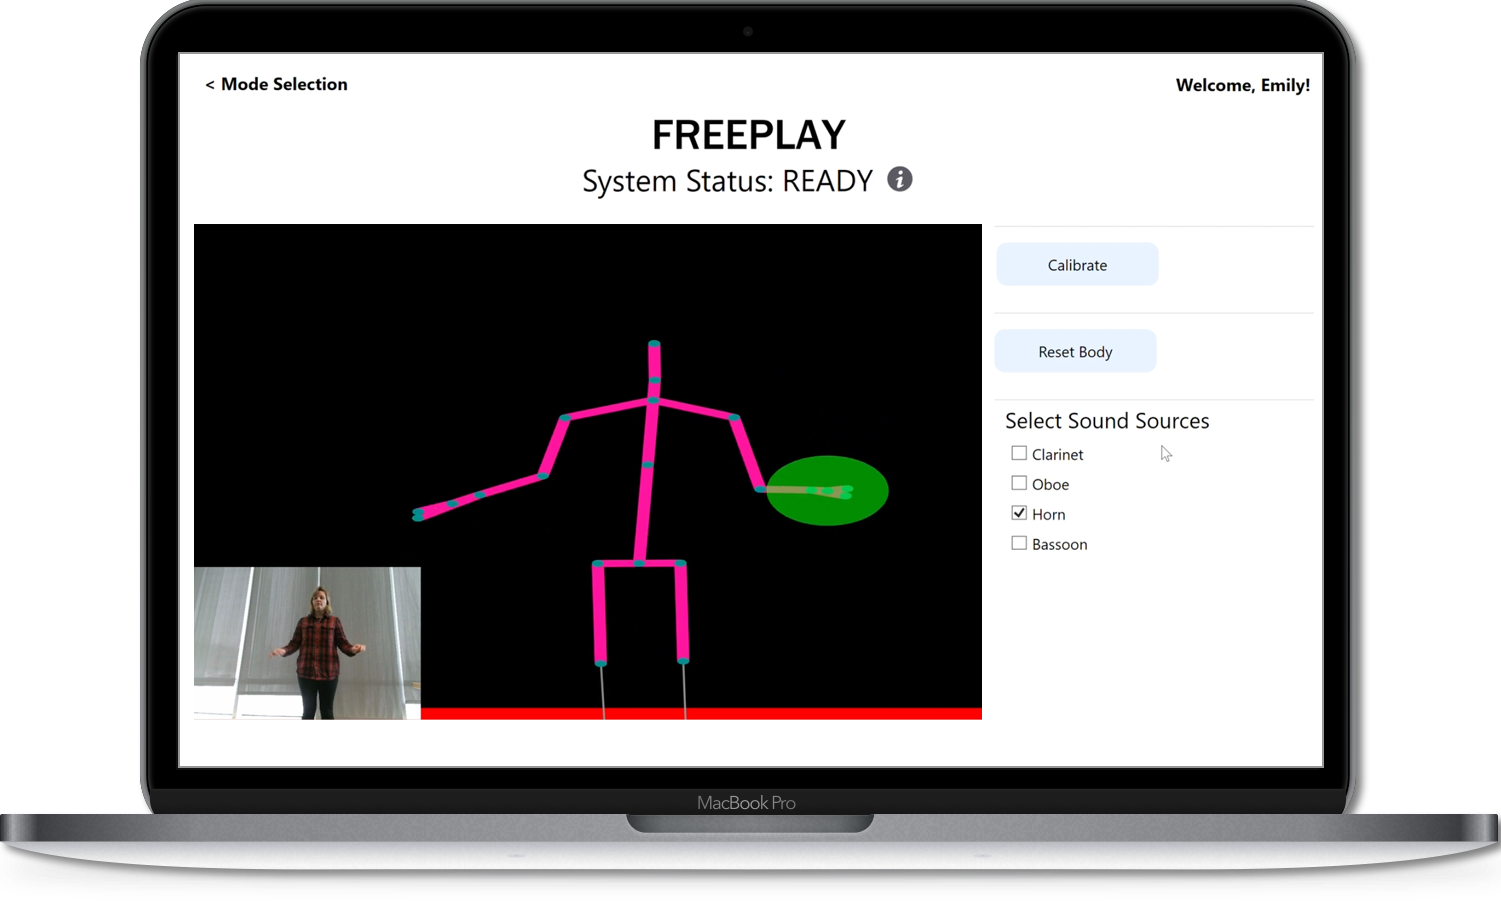 < Mode Selection
Welcome, Emily!
FREEPLAY
System Status: READY i
Calibrate
Reset Body
Select Sound Sources
Clarinet
Oboe
Horn
Bassoon
MacBook Pro